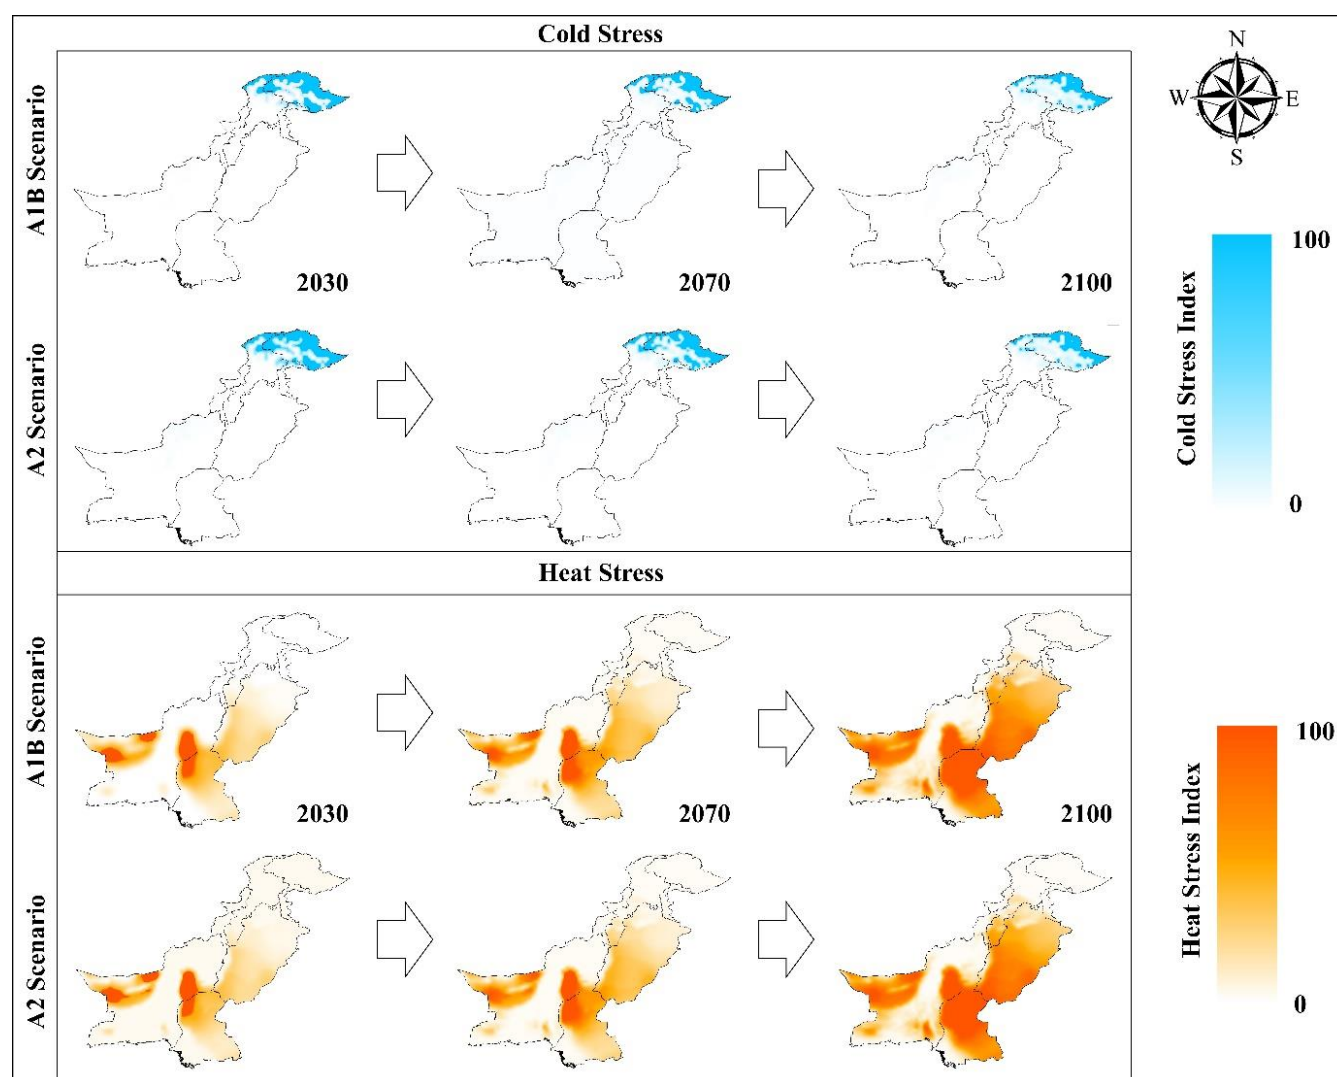 Cold Stress
N
W E
S
A1B Scenario
2030
2070
2100
A2 Scenario
Cold Stress Index
100
0
Heat Stress
A1B Scenario
2030
2070
2100
A2 Scenario
Heat Stress Index
100
0